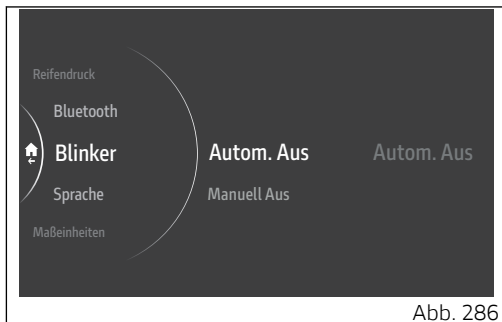 Reifendruck
Bluetooth
Blinker Autom. Aus Autom. Aus
Sprache Manuell Aus
Maßeinheiten
Abb. 286